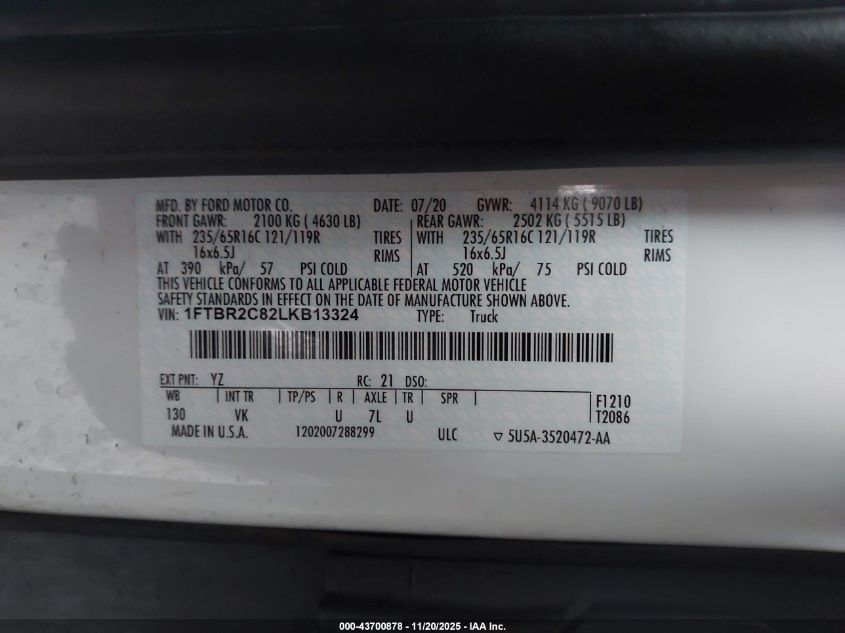 MFD. BY FORD MOTOR CO. DATE: 07/20 GVWR: 4114 KG ( 9070 LB)
FRONT GAWR: 2100 KG ( 4630 LB) REAR GAWR: 2502 KG ( 5515 LB)
WITH 235/65R16C 121/119R TIRES WITH 235/65R16C 121/119R TIRES
16x6.5J RIMS 16x6.5J RIMS
AT 390 kPa/ 57 PSI COLD AT 520 kPa/ 75 PSI COLD
THIS VEHICLE CONFORMS TO ALL APPLICABLE FEDERAL MOTOR VEHICLE
SAFETY STANDARDS IN EFFECT ON THE DATE OF MANUFACTURE SHOWN ABOVE.
VIN: 1FTBR2C82LKB13324 TYPE: Truck
EXT PNT: YZ RC: 21 DSO:
WB INT TR TP/PS R AXLE TR SPR F1210
130 VK U 7L U T2086
MADE IN U.S.A. 1202007288299 ULC ▽ 5U5A-3520472-AA
000-43700878 - 11/20/2025 - IAA Inc.